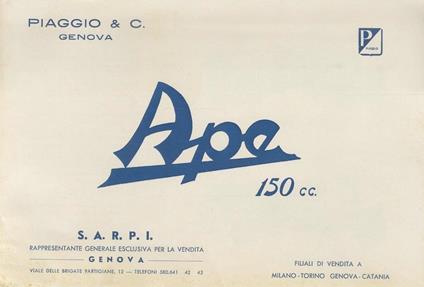 PIAGGIO & C.
GENOVA
P
PIAGGIO
Ape
150 cc.
S. A. R. P. I.
RAPPRESENTANTE GENERALE ESCLUSIVA PER LA VENDITA
GENOVA
VIALE DELLE BRIGATE PARTIGIANE, 12 — TELEFONI 580.641 42 43
FILIALI DI VENDITA A
MILANO-TORINO GENOVA-CATANIA